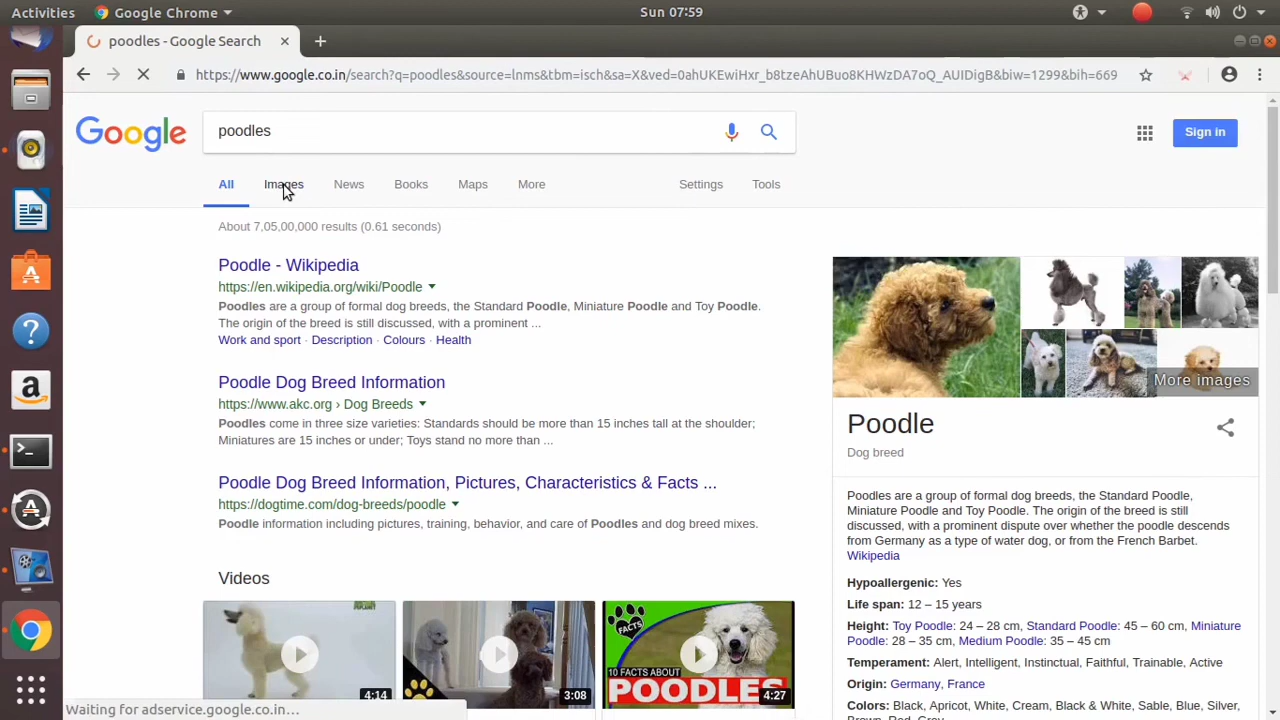 Activities
Google Chrome
Sun 07:59
poodles - Google Search
https://www.google.co.in/search?q=poodles&source=lnms&tbm=isch&sa=X&ved=0ahUKEwiHxr_b8tzeAhUBuo8KHWzDA7oQ_AUIDigB&biw=1299&bih=669
Google
poodles
Sign in
All Images News Books Maps More Settings Tools
About 7,05,00,000 results (0.61 seconds)
Poodle - Wikipedia
https://en.wikipedia.org/wiki/Poodle
Poodles are a group of formal dog breeds, the Standard Poodle, Miniature Poodle and Toy Poodle.
The origin of the breed is still discussed, with a prominent ...
Work and sport · Description · Colours · Health
Poodle Dog Breed Information
https://www.akc.org › Dog Breeds
Poodles come in three size varieties: Standards should be more than 15 inches tall at the shoulder;
Miniatures are 15 inches or under; Toys stand no more than ...
Poodle Dog Breed Information, Pictures, Characteristics & Facts ...
https://dogtime.com/dog-breeds/poodle
Poodle information including pictures, training, behavior, and care of Poodles and dog breed mixes.
Videos
4:14
3:08
FACTS
10 FACTS ABOUT
POODLES
4:27
Waiting for adservice.google.co.in...
More images
Poodle
Dog breed
Poodles are a group of formal dog breeds, the Standard Poodle,
Miniature Poodle and Toy Poodle. The origin of the breed is still
discussed, with a prominent dispute over whether the poodle descends
from Germany as a type of water dog, or from the French Barbet.
Wikipedia
Hypoallergenic: Yes
Life span: 12 – 15 years
Height: Toy Poodle: 24 – 28 cm, Standard Poodle: 45 – 60 cm, Miniature
Poodle: 28 – 35 cm, Medium Poodle: 35 – 45 cm
Temperament: Alert, Intelligent, Instinctual, Faithful, Trainable, Active
Origin: Germany, France
Colors: Black, Apricot, White, Cream, Black & White, Sable, Blue, Silver,
Brown, Red, Grey